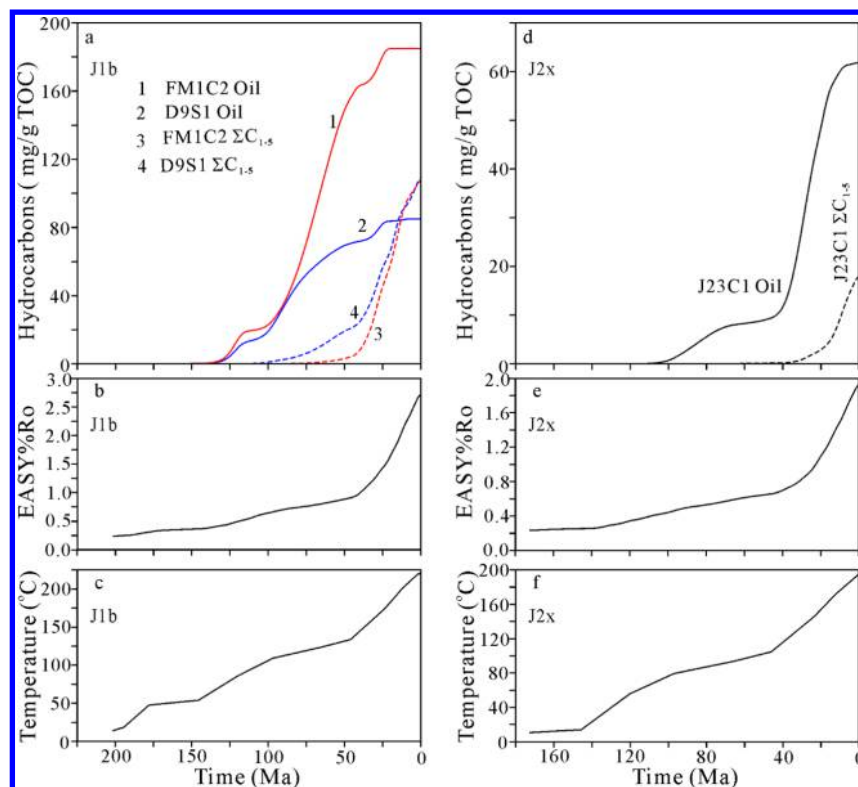 a
J1b
1 FM1C2 Oil
2 D9S1 Oil
3 FM1C2 ΣC1-5
4 D9S1 ΣC1-5
1
2
4
3
Hydrocarbons ( mg/g TOC)
200
160
120
80
40
0
d
J2x
J23C1 Oil
J23C1 ΣC1-5
Hydrocarbons ( mg/g TOC)
60
40
20
0
b
J1b
EASY%Ro
3.0
2.5
2.0
1.5
1.0
0.5
0.0
e
J2x
EASY%Ro
2.0
1.6
1.2
0.8
0.4
0.0
c
J1b
Temperature (°C)
200
150
100
50
0
200 150 100 50 0
Time (Ma)
f
J2x
Temperature (°C)
200
160
120
80
40
0
160 120 80 40 0
Time (Ma)